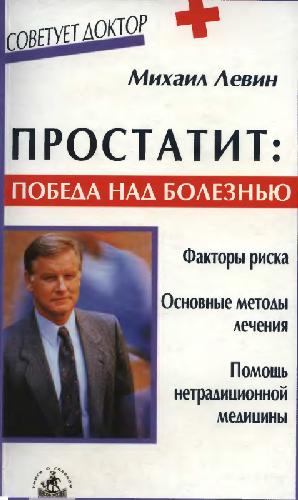 СОВЕТУЕТ ДОКТОР
Михаил Левин
ПРОСТАТИТ:
ПОБЕДА НАД БОЛЕЗНЬЮ
Факторы риска
Основные методы
лечения
Помощь
нетрадиционной
медицины